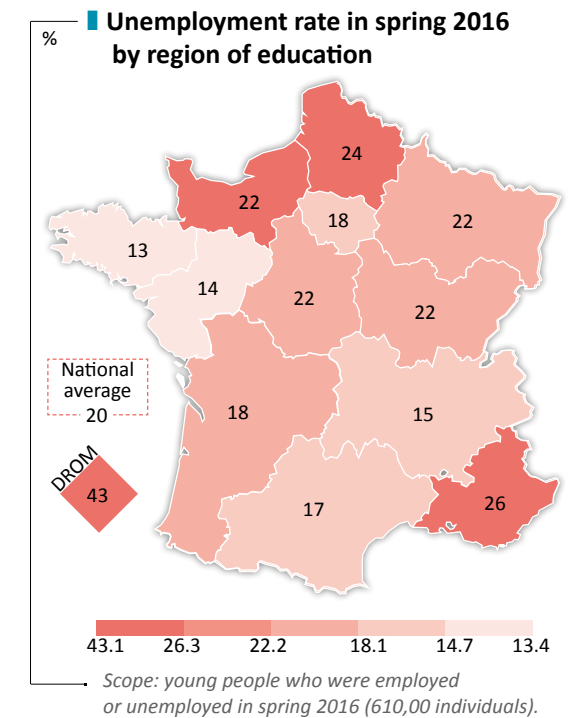 Unemployment rate in spring 2016
by region of education
%
24
22
18
22
13
14
22
22
National
average
20
18
15
DROM
43
17
26
43.1 26.3 22.2 18.1 14.7 13.4
Scope: young people who were employed
or unemployed in spring 2016 (610,00 individuals).